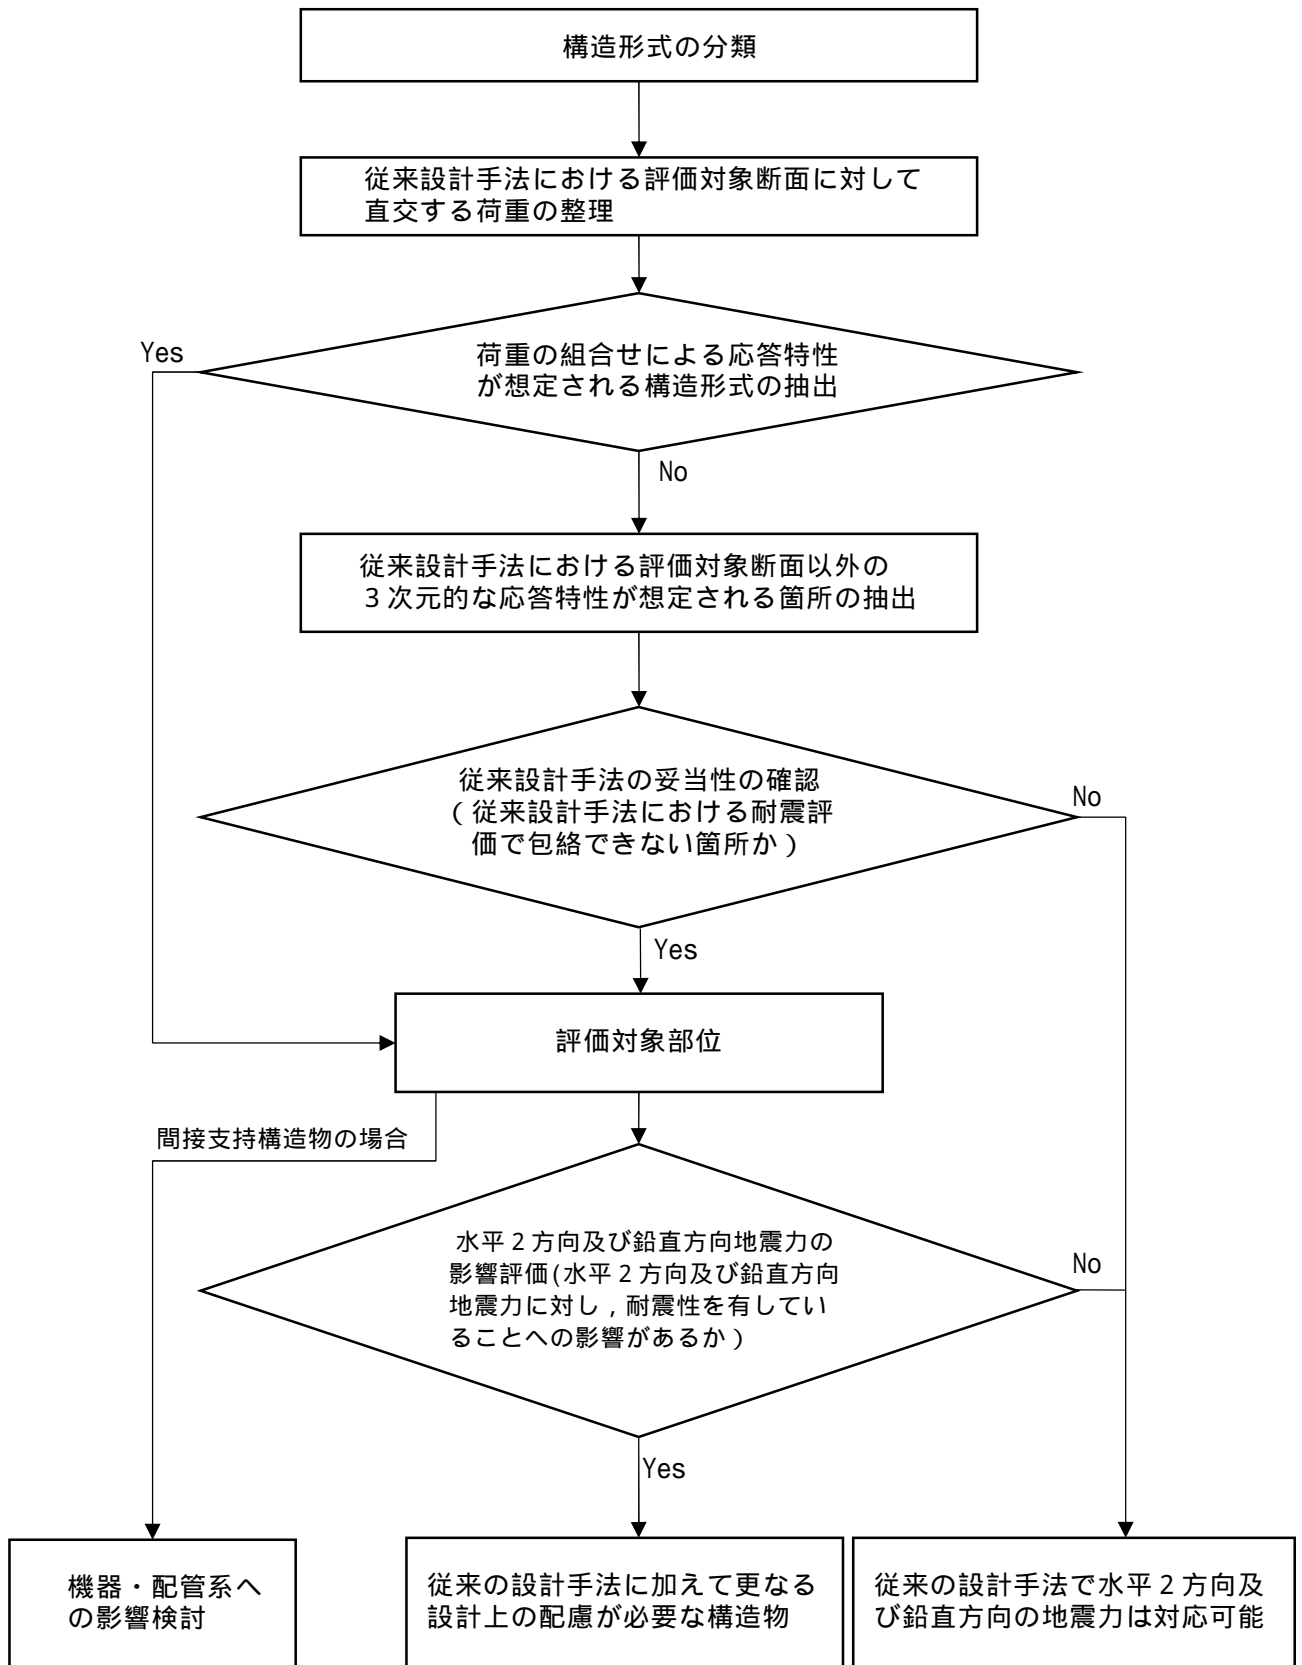 構造形式の分類
従来設計手法における評価対象断面に対して
直交する荷重の整理
荷重の組合せによる応答特性
が想定される構造形式の抽出
Yes
No
従来設計手法における評価対象断面以外の
3次元的な応答特性が想定される箇所の抽出
従来設計手法の妥当性の確認
(従来設計手法における耐震評
価で包絡できない箇所か)
No
Yes
評価対象部位
間接支持構造物の場合
水平2方向及び鉛直方向地震力の
影響評価(水平2方向及び鉛直方向
地震力に対し,耐震性を有してい
ることへの影響があるか)
No
Yes
機器・配管系へ
の影響検討
従来の設計手法に加えて更なる
設計上の配慮が必要な構造物
従来の設計手法で水平2方向及
び鉛直方向の地震力は対応可能